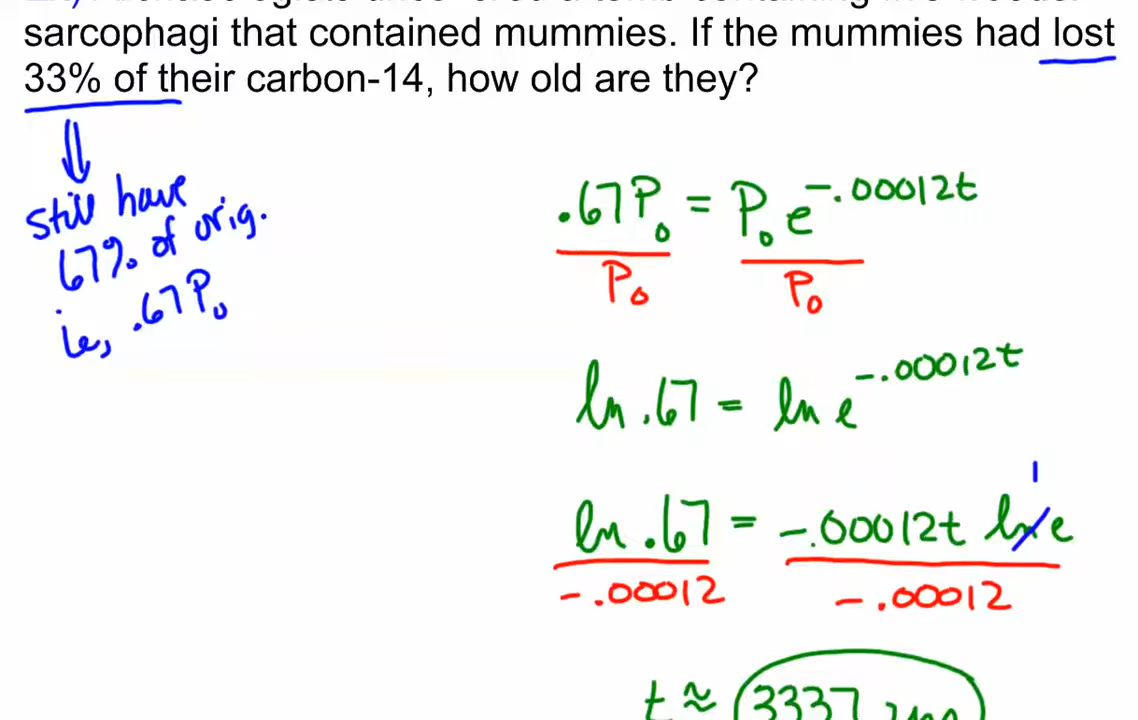 sarcophagi that contained mummies. If the mummies had lost
33% of their carbon-14, how old are they?
still have
67% of orig.
ie, .67P₀
.67P₀ = P₀e^-.00012t
P₀ P₀
ln .67 = ln e^-.00012t
1
ln .67 = -.00012t ln e
-.00012 -.00012
t ≈ 3337